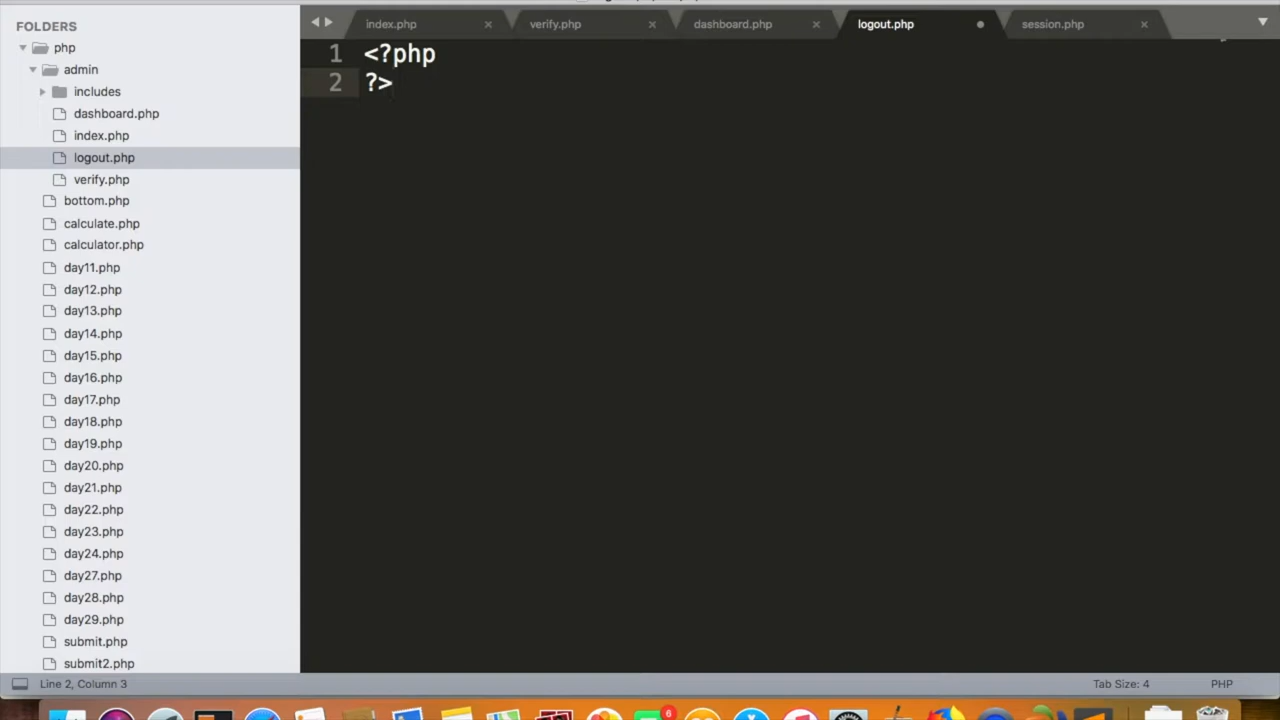 FOLDERS
php
admin
includes
dashboard.php
index.php
logout.php
verify.php
bottom.php
calculate.php
calculator.php
day11.php
day12.php
day13.php
day14.php
day15.php
day16.php
day17.php
day18.php
day19.php
day20.php
day21.php
day22.php
day23.php
day24.php
day27.php
day28.php
day29.php
submit.php
submit2.php
index.php verify.php dashboard.php logout.php session.php
1 <?php
2 ?>
Line 2, Column 3 Tab Size: 4 PHP
6